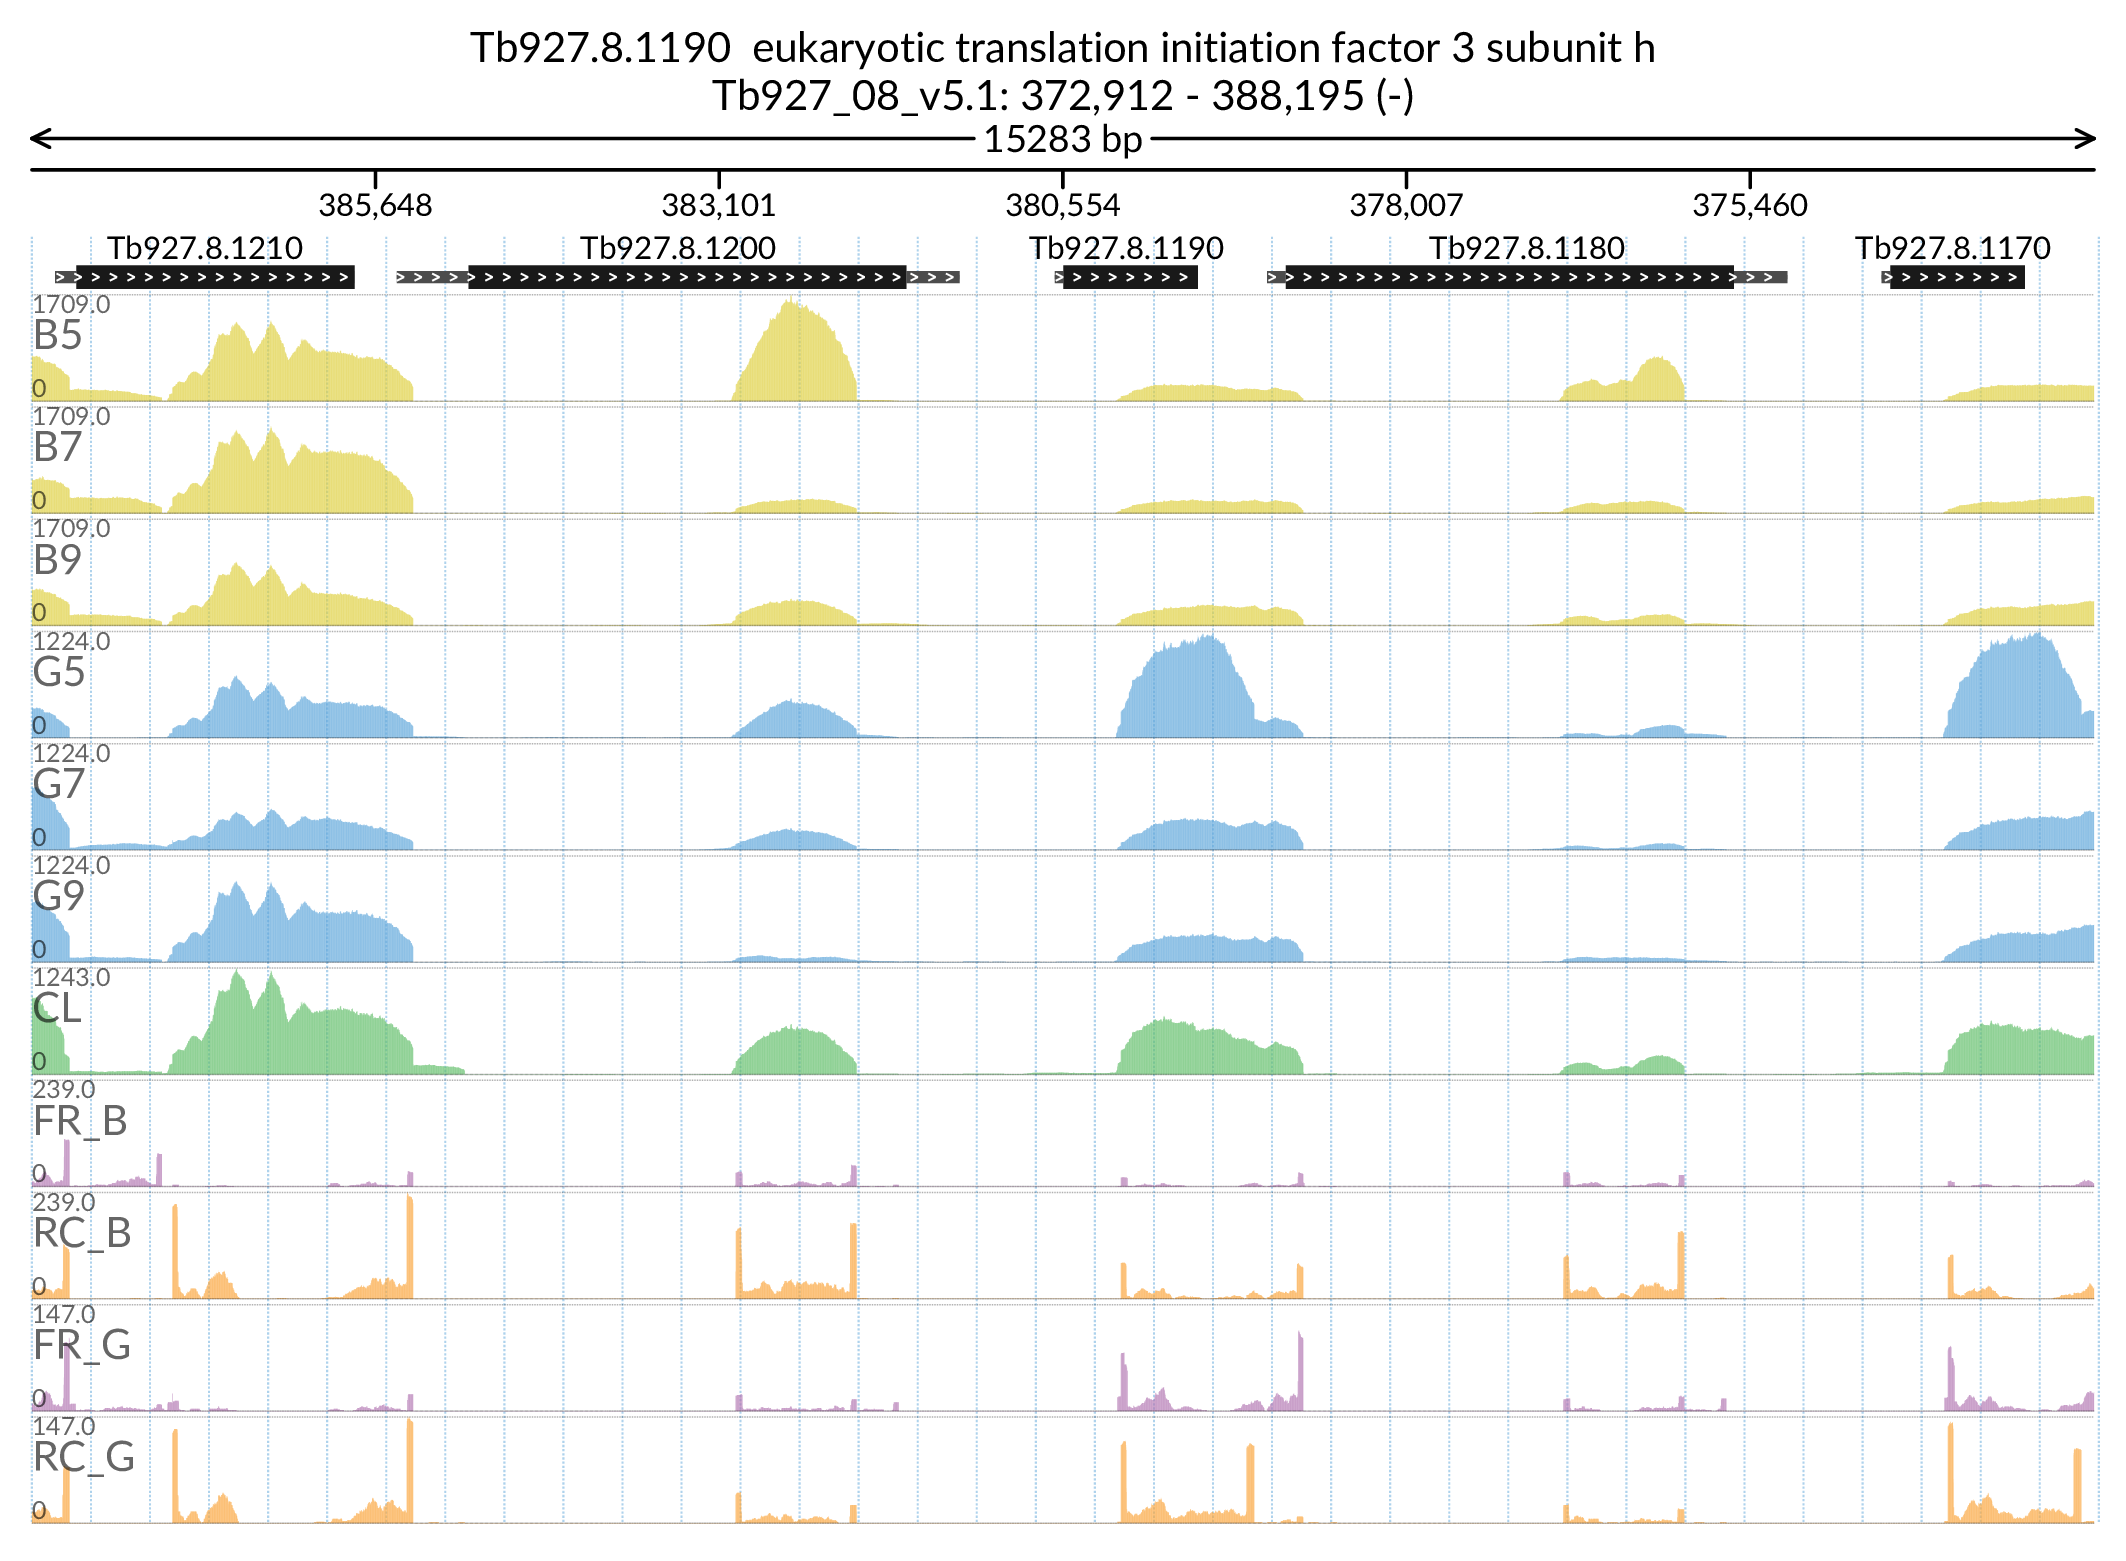 Tb927.8.1190  eukaryotic translation initiation factor 3 subunit h
Tb927_08_v5.1: 372,912 - 388,195 (-)
15283 bp
385,648 383,101 380,554 378,007 375,460
Tb927.8.1210 Tb927.8.1200 Tb927.8.1190 Tb927.8.1180 Tb927.8.1170
1709.0
B5
0
1709.0
B7
0
1709.0
B9
0
1224.0
G5
0
1224.0
G7
0
1224.0
G9
0
1243.0
CL
0
239.0
FR_B
0
239.0
RC_B
0
147.0
FR_G
0
147.0
RC_G
0